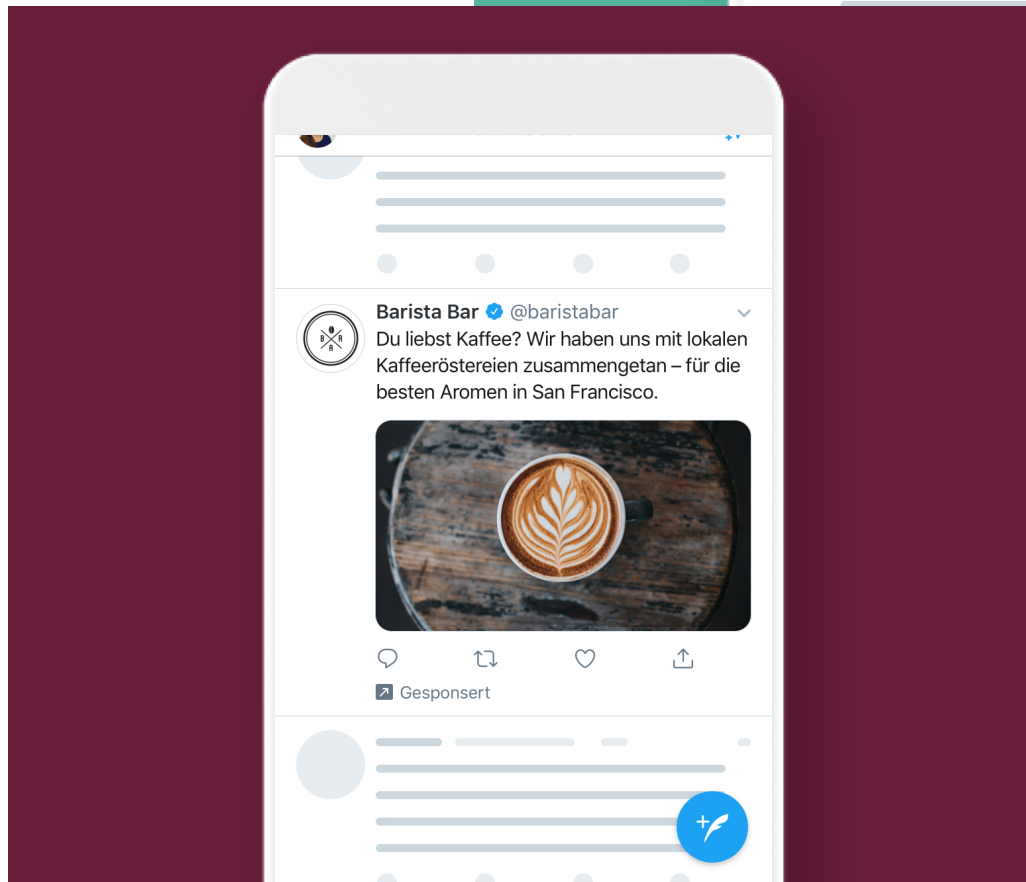 Barista Bar @baristabar
B A R
R
Du liebst Kaffee? Wir haben uns mit lokalen
Kaffeeröstereien zusammengetan – für die
besten Aromen in San Francisco.
Gesponsert